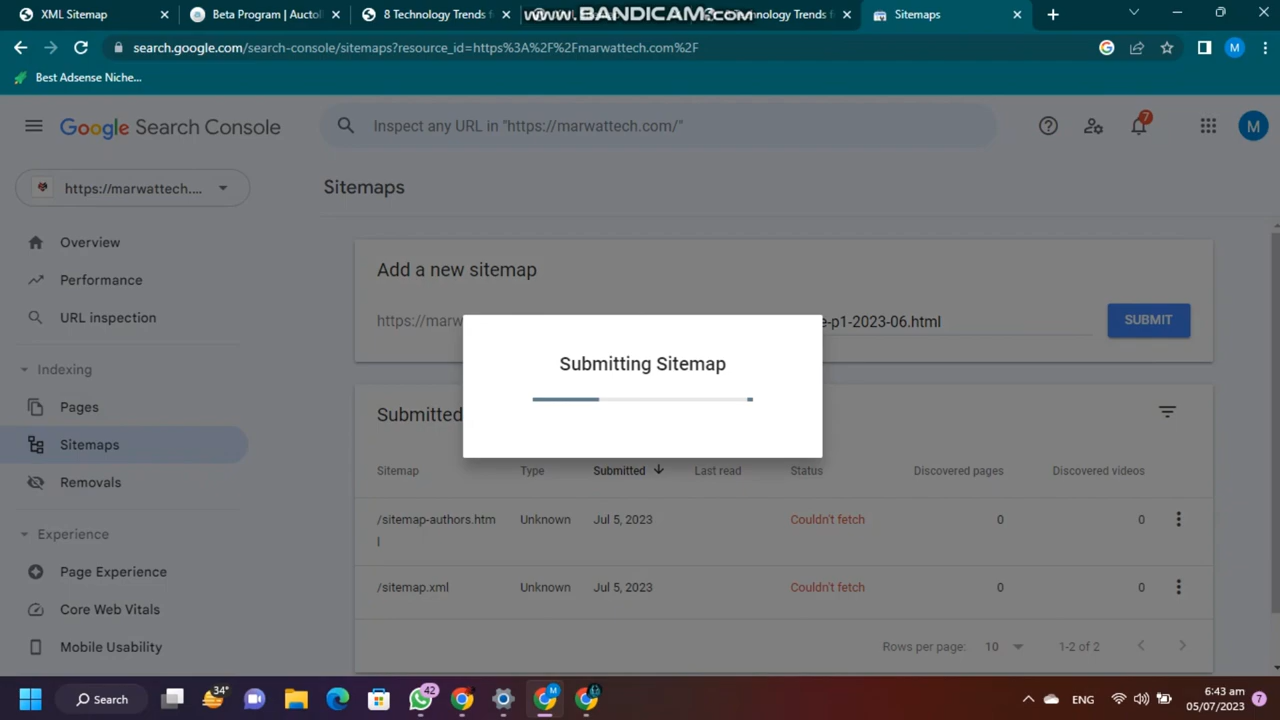 XML Sitemap
Beta Program | Auctoll
8 Technology Trends f
www.BANDICAM.com
Technology Trends f
Sitemaps
search.google.com/search-console/sitemaps?resource_id=https%3A%2F%2Fmarwattech.com%2F
M
Best Adsense Niche...
Google Search Console
Inspect any URL in "https://marwattech.com/"
7
M
https://marwattech....
Sitemaps
Overview
Add a new sitemap
Performance
URL inspection
https://marw
e-p1-2023-06.html
SUBMIT
Submitting Sitemap
Indexing
Pages
Submitted
Sitemaps
Sitemap
Type
Submitted
Last read
Status
Discovered pages
Discovered videos
Removals
/sitemap-authors.htm
l
Unknown
Jul 5, 2023
Couldn't fetch
0
0
Experience
Page Experience
/sitemap.xml
Unknown
Jul 5, 2023
Couldn't fetch
0
0
Core Web Vitals
Mobile Usability
Rows per page:
10
1-2 of 2
Search
34°
42
M
ENG
6:43 am
05/07/2023
7